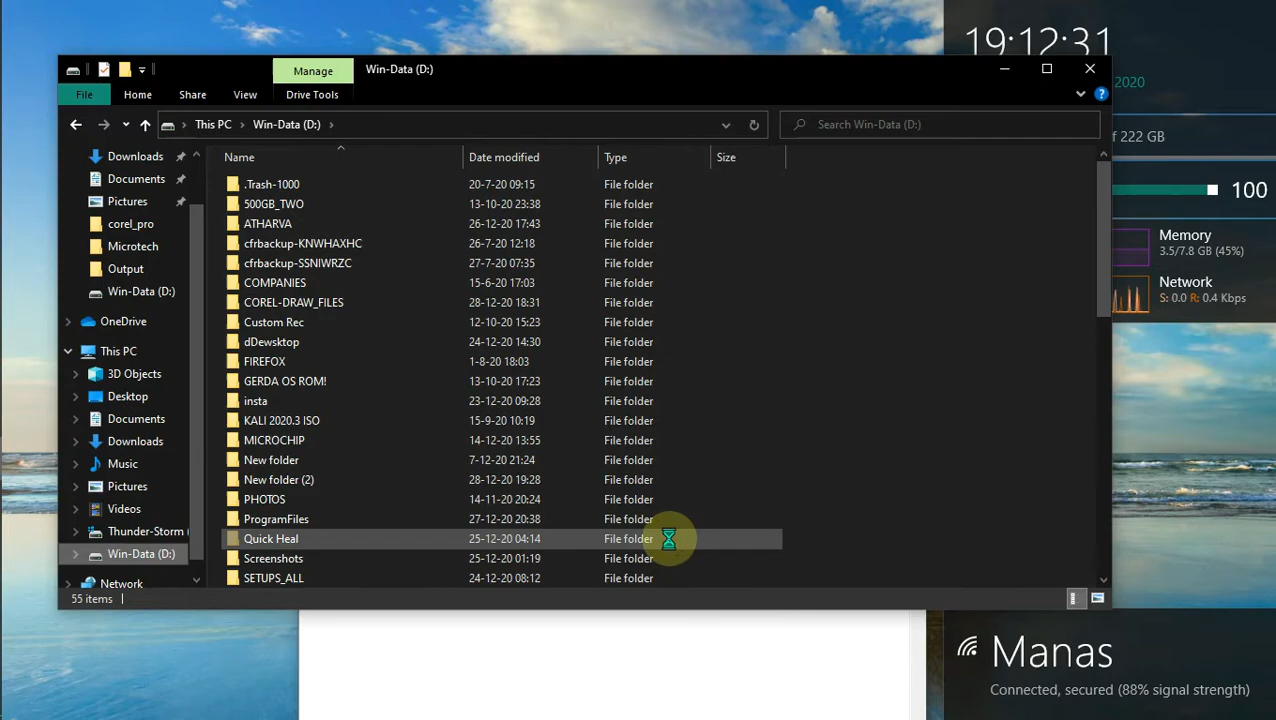 19:12:31
2020
of 222 GB
100
Memory
3.5/7.8 GB (45%)
Network
S: 0.0 R: 0.4 Kbps
Manage
Win-Data (D:)
File
Home
Share
View
Drive Tools
This PC
Win-Data (D:)
Search Win-Data (D:)
Downloads
Documents
Pictures
corel_pro
Microtech
Output
Win-Data (D:)
OneDrive
This PC
3D Objects
Desktop
Documents
Downloads
Music
Pictures
Videos
Thunder-Storm (
Win-Data (D:)
Network
Name Date modified Type Size
.Trash-1000 20-7-20 09:15 File folder
500GB_TWO 13-10-20 23:38 File folder
ATHARVA 26-12-20 17:43 File folder
cfrbackup-KNWHAXHC 26-7-20 12:18 File folder
cfrbackup-SSNIWRZC 27-7-20 07:35 File folder
COMPANIES 15-6-20 17:03 File folder
COREL-DRAW_FILES 28-12-20 18:31 File folder
Custom Rec 12-10-20 15:23 File folder
dDewsktop 24-12-20 14:30 File folder
FIREFOX 1-8-20 18:03 File folder
GERDA OS ROM! 13-10-20 17:23 File folder
insta 23-12-20 09:28 File folder
KALI 2020.3 ISO 15-9-20 10:19 File folder
MICROCHIP 14-12-20 13:55 File folder
New folder 7-12-20 21:24 File folder
New folder (2) 28-12-20 19:28 File folder
PHOTOS 14-11-20 20:24 File folder
ProgramFiles 27-12-20 20:38 File folder
Quick Heal 25-12-20 04:14 File folder
Screenshots 25-12-20 01:19 File folder
SETUPS_ALL 24-12-20 08:12 File folder
55 items
Manas
Connected, secured (88% signal strength)